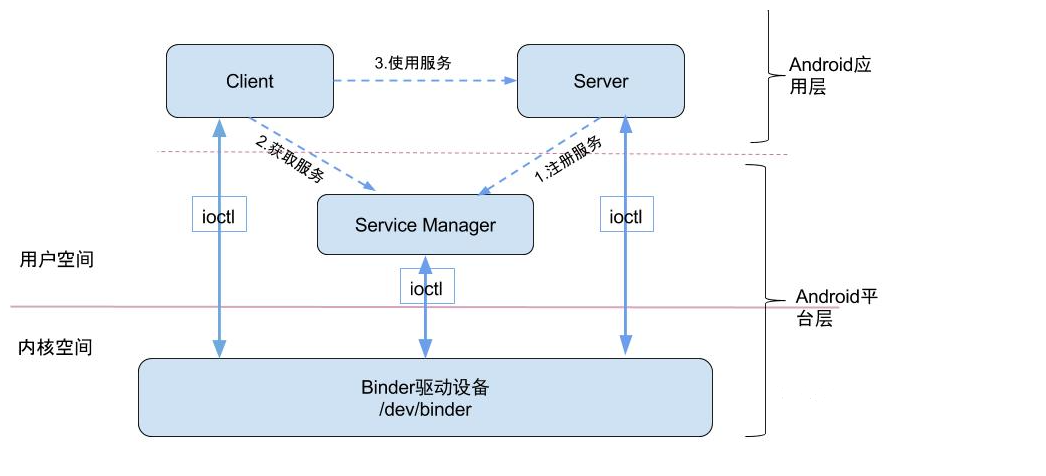 3.使用服务
Client
Server
Android应
用层
2.获取服务
1.注册服务
ioctl
Service Manager
ioctl
用户空间
ioctl
Android平
台层
内核空间
Binder驱动设备
/dev/binder